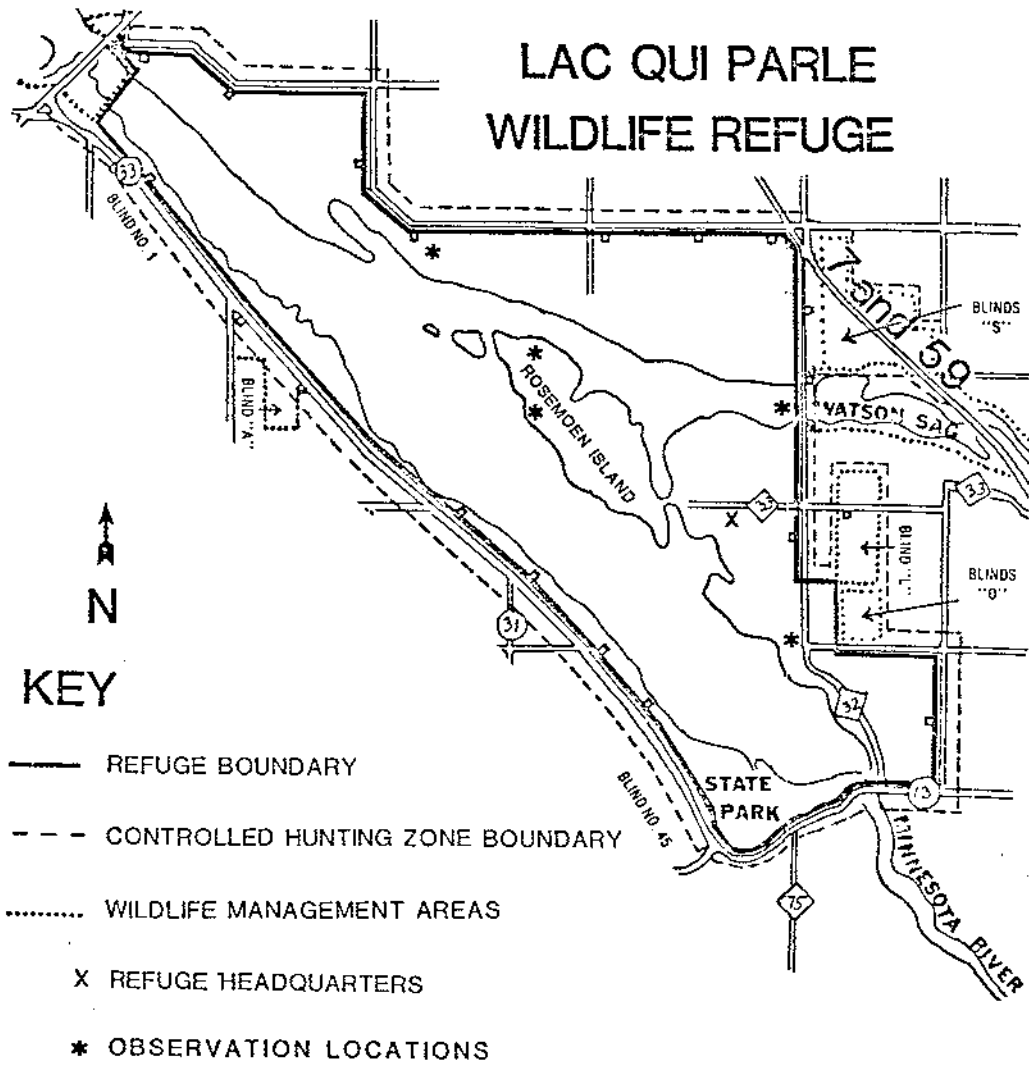 LAC QUI PARLE
WILDLIFE REFUGE
33
BLIND NO. 1
7 and 59
BLINDS
"S"
BLIND "A"
ROSEMOEN ISLAND
WATSON SAG
33
33
X
BLIND "L"
BLINDS
"O"
N
31
32
KEY
REFUGE BOUNDARY
STATE
PARK
13
BLIND NO. 45
CONTROLLED HUNTING ZONE BOUNDARY
MINNESOTA RIVER
75
WILDLIFE MANAGEMENT AREAS
X REFUGE HEADQUARTERS
* OBSERVATION LOCATIONS